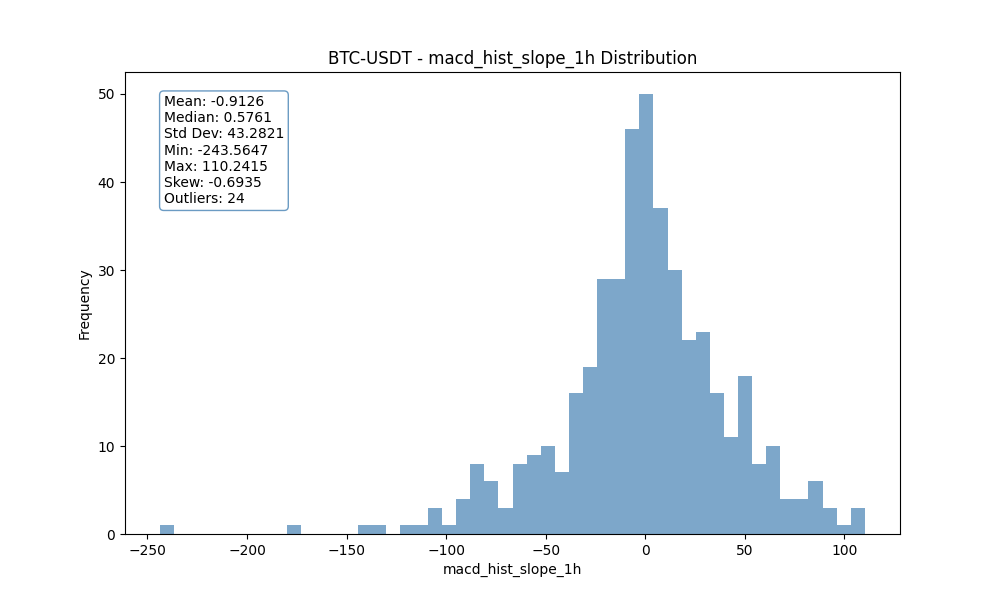 BTC-USDT - macd_hist_slope_1h Distribution
Mean: -0.9126
Median: 0.5761
Std Dev: 43.2821
Min: -243.5647
Max: 110.2415
Skew: -0.6935
Outliers: 24
50
40
30
20
10
0
Frequency
−250 −200 −150 −100 −50 0 50 100
macd_hist_slope_1h